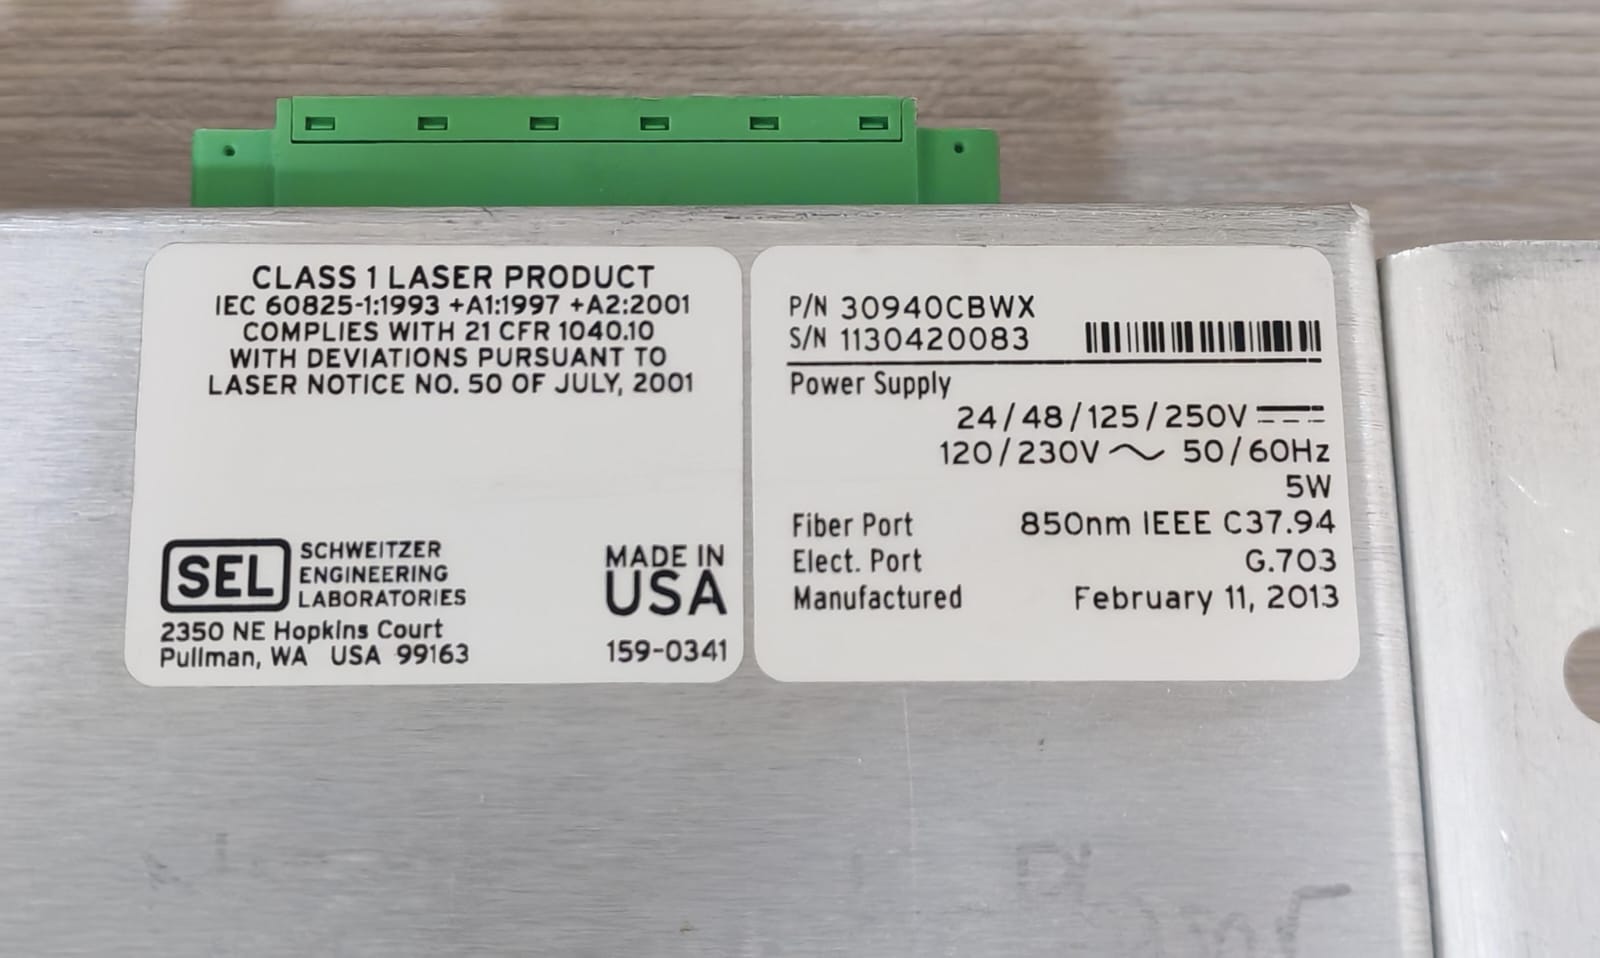 CLASS 1 LASER PRODUCT
IEC 60825-1:1993 +A1:1997 +A2:2001
COMPLIES WITH 21 CFR 1040.10
WITH DEVIATIONS PURSUANT TO
LASER NOTICE NO. 50 OF JULY, 2001
SEL
SCHWEITZER
ENGINEERING
LABORATORIES
2350 NE Hopkins Court
Pullman, WA USA 99163
MADE IN
USA
159-0341
P/N 30940CBWX
S/N 1130420083
Power Supply
24/48/125/250V ⎓
120/230V ~ 50/60Hz
5W
Fiber Port 850nm IEEE C37.94
Elect. Port G.703
Manufactured February 11, 2013